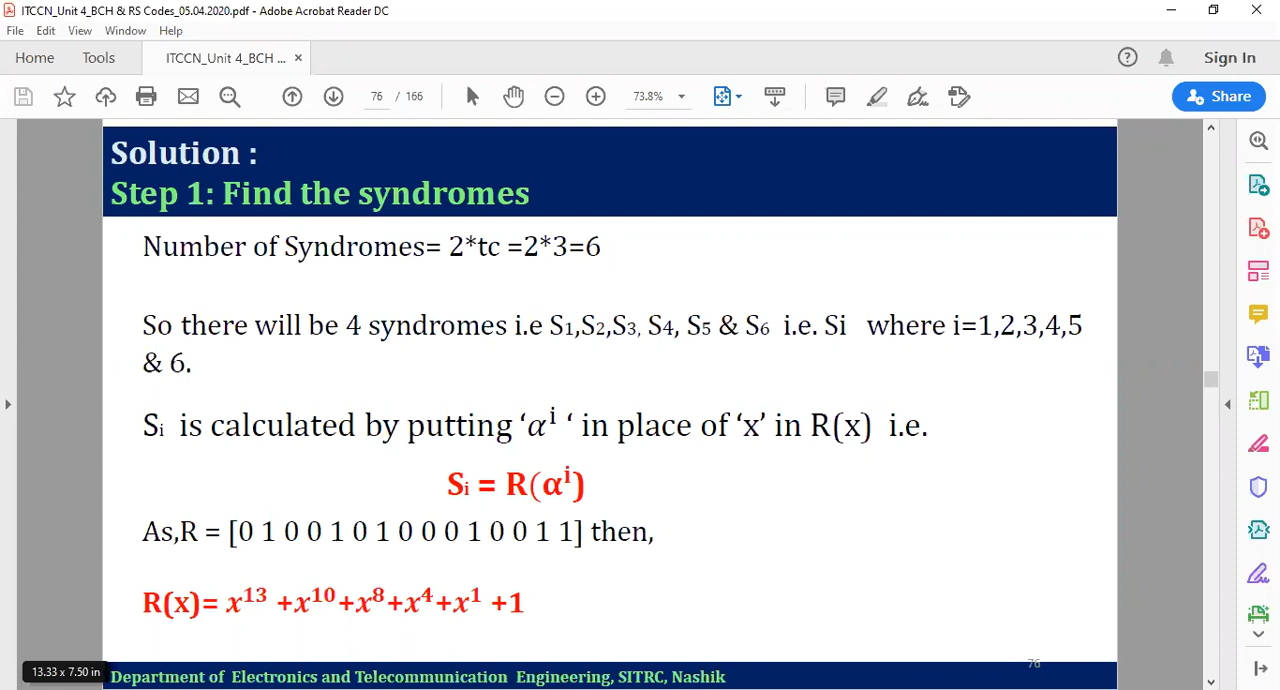 ITCCN_Unit 4_BCH & RS Codes_05.04.2020.pdf - Adobe Acrobat Reader DC
File Edit View Window Help
Home Tools ITCCN_Unit 4_BCH ... × Sign In
76 / 166 73.8% Share
Solution :
Step 1: Find the syndromes
Number of Syndromes= 2*tc =2*3=6
So there will be 4 syndromes i.e S₁,S₂,S₃, S₄, S₅ & S₆ i.e. Si where i=1,2,3,4,5
& 6.
Sᵢ is calculated by putting ‘αⁱ ‘ in place of ‘x’ in R(x) i.e.
Sᵢ = R(αⁱ)
As,R = [0 1 0 0 1 0 1 0 0 0 1 0 0 1 1] then,
R(x)= x¹³ +x¹⁰+x⁸+x⁴+x¹ +1
76
13.33 x 7.50 in
Department of Electronics and Telecommunication Engineering, SITRC, Nashik